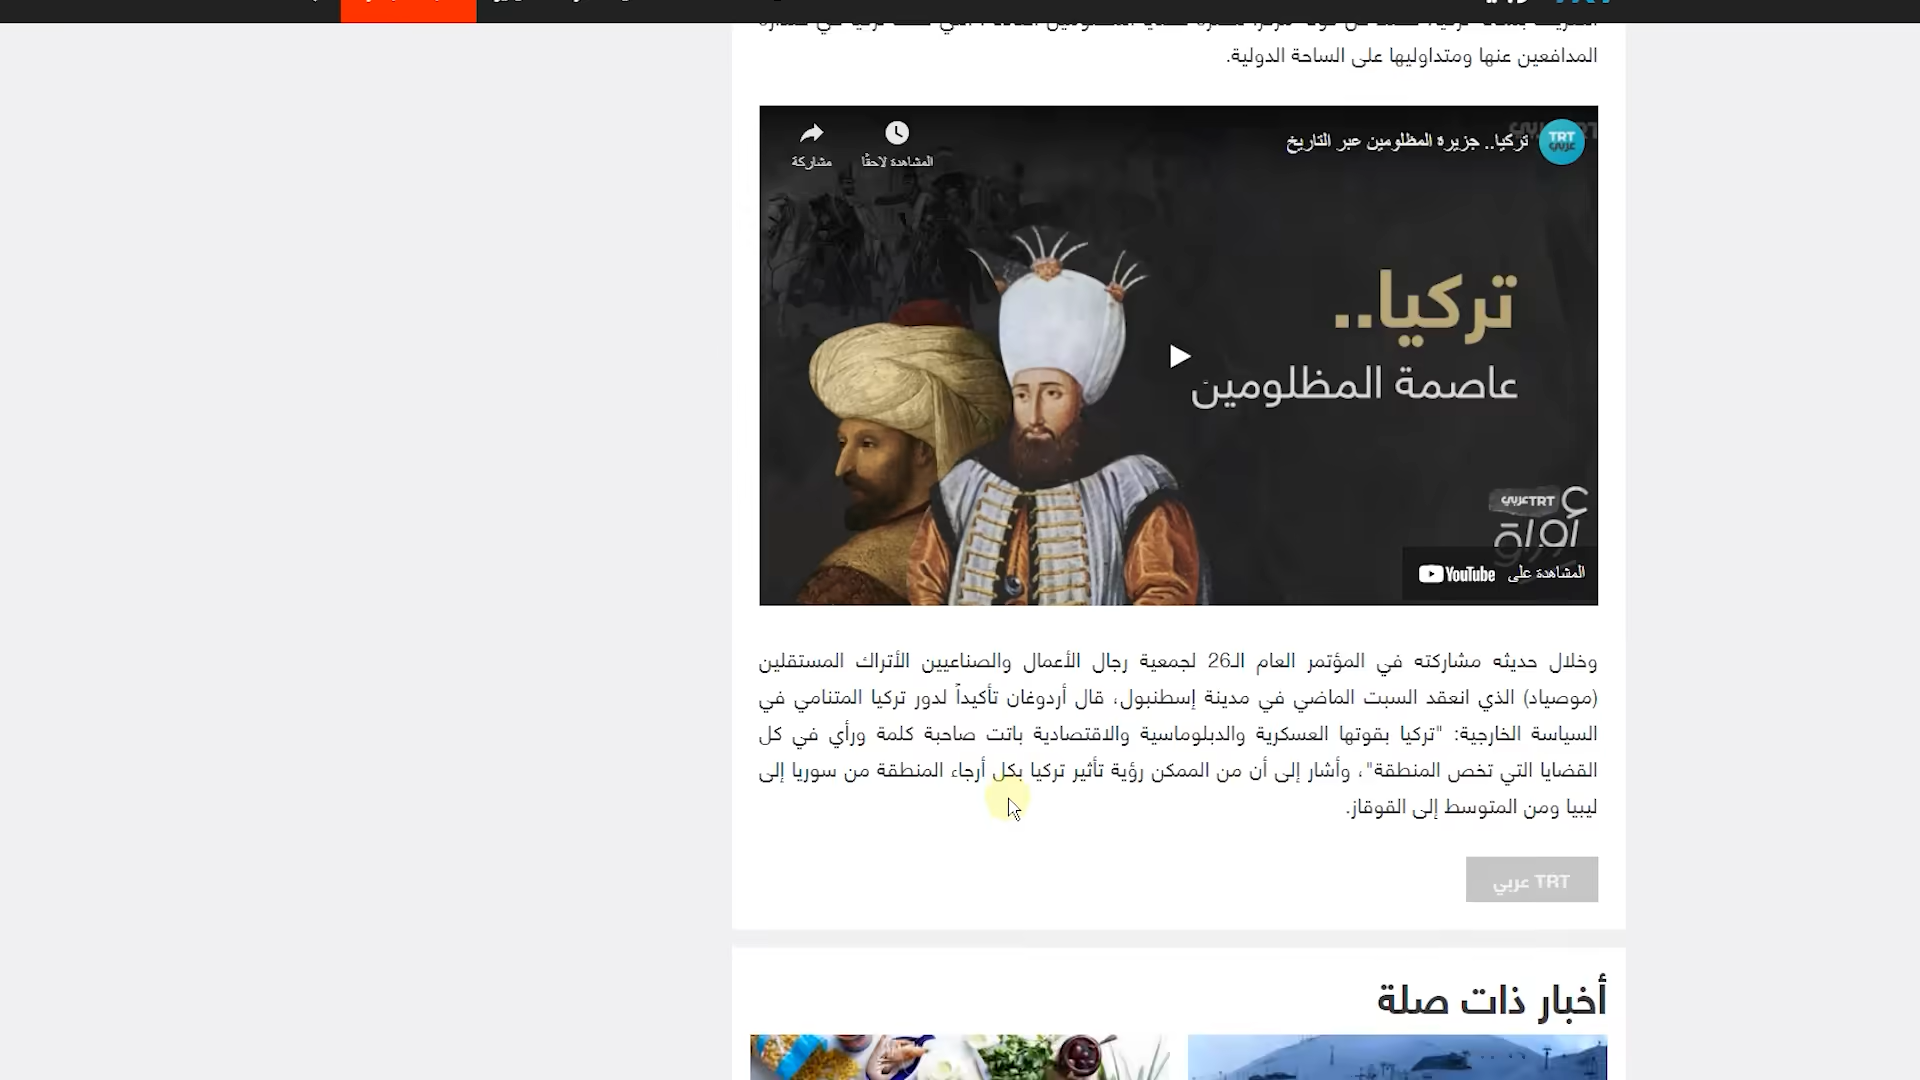 المدافعين عنها ومتداوليها على الساحة الدولية.
تركيا.. جزيرة المظلومين عبر التاريخ
TRT عربي
المشاهدة لاحقًا
مشاركة
تركيا..
عاصمة المظلومين
TRT عربي
المشاهدة على YouTube
وخلال حديثه مشاركته في المؤتمر العام الـ26 لجمعية رجال الأعمال والصناعيين الأتراك المستقلين
(موصياد) الذي انعقد السبت الماضي في مدينة إسطنبول، قال أردوغان تأكيداً لدور تركيا المتنامي في
السياسة الخارجية: "تركيا بقوتها العسكرية والدبلوماسية والاقتصادية باتت صاحبة كلمة ورأي في كل
القضايا التي تخص المنطقة"، وأشار إلى أن من الممكن رؤية تأثير تركيا بكل أرجاء المنطقة من سوريا إلى
ليبيا ومن المتوسط إلى القوقاز.
TRT عربي
أخبار ذات صلة